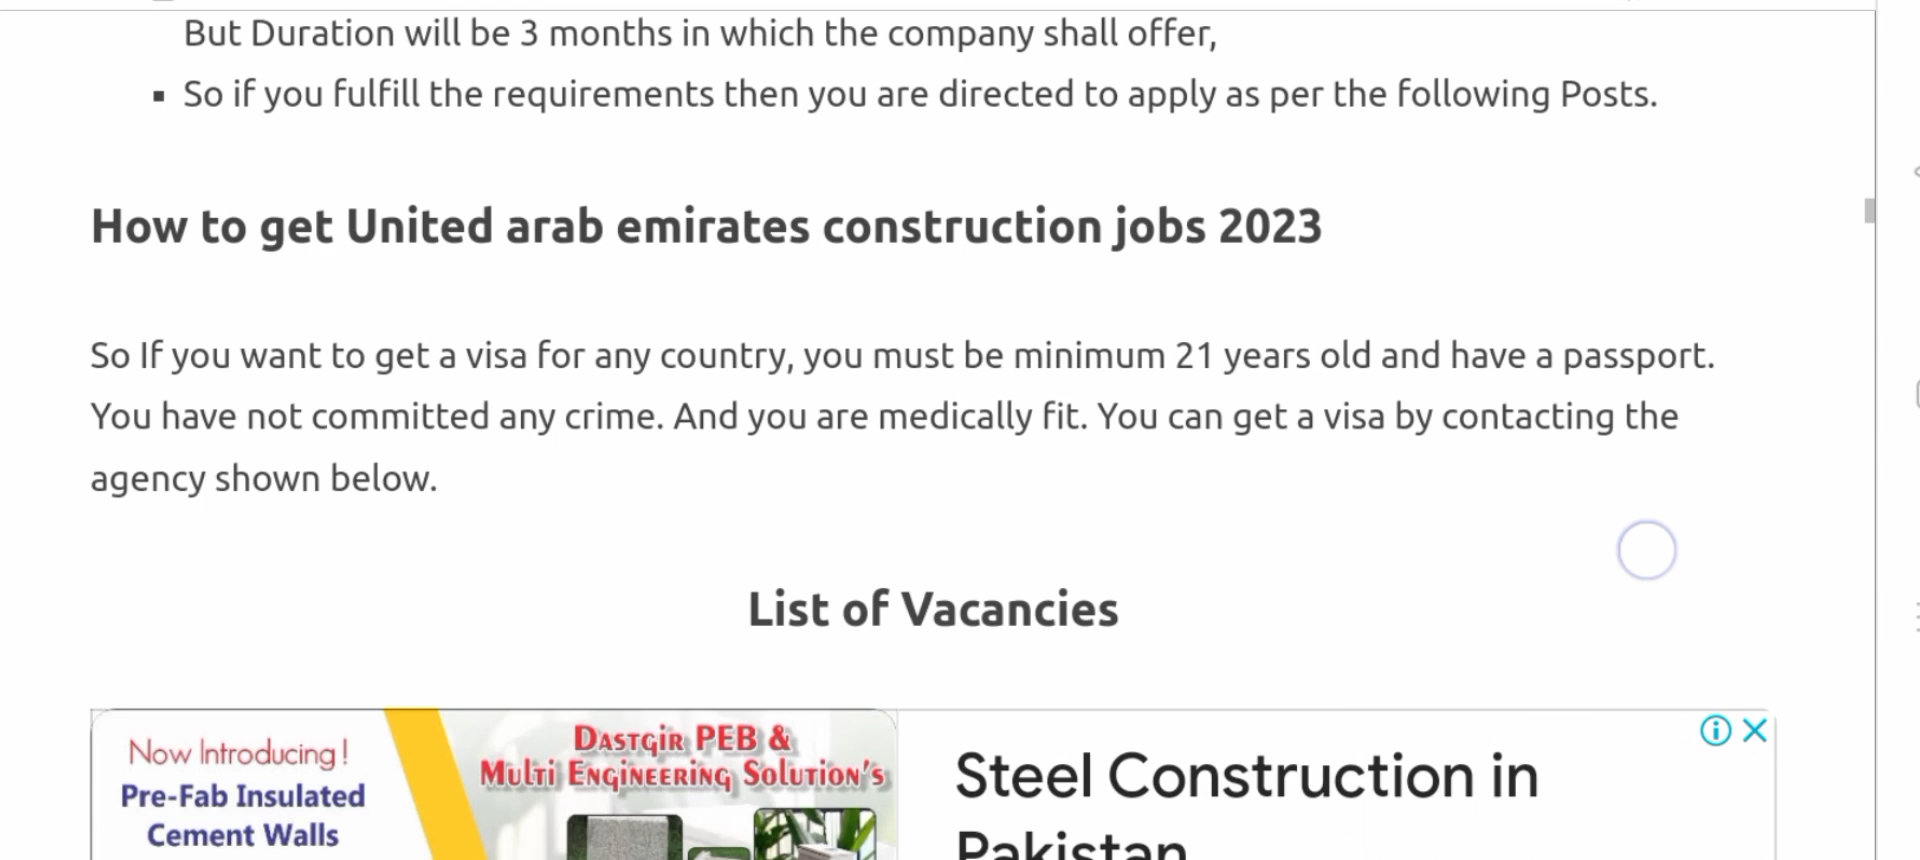 But Duration will be 3 months in which the company shall offer,
▪ So if you fulfill the requirements then you are directed to apply as per the following Posts.
How to get United arab emirates construction jobs 2023
So If you want to get a visa for any country, you must be minimum 21 years old and have a passport.
You have not committed any crime. And you are medically fit. You can get a visa by contacting the
agency shown below.
List of Vacancies
Now Introducing!
Pre-Fab Insulated
Cement Walls
Dastgir PEB &
Multi Engineering Solution's
Steel Construction in
Pakistan